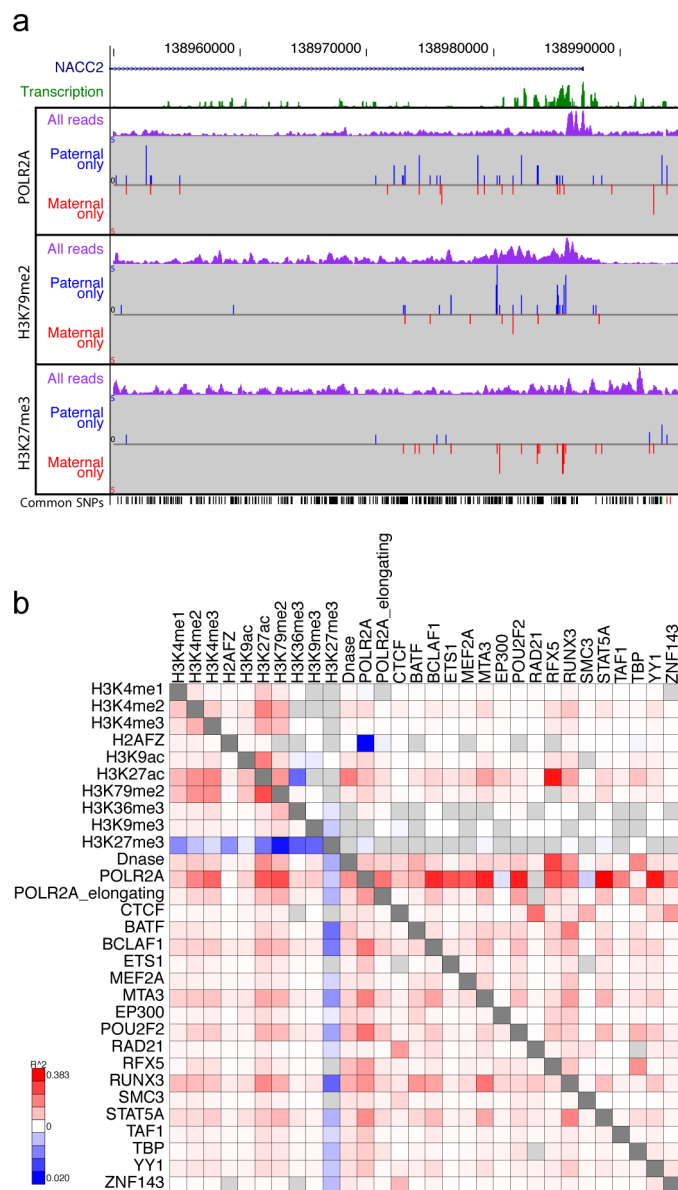 a
138960000
138970000
138980000
138990000
NACC2
Transcription
POLR2A
All reads
5
Paternal
only
0
Maternal
only
5
H3K79me2
All reads
5
Paternal
only
0
Maternal
only
5
H3K27me3
All reads
5
Paternal
only
0
Maternal
only
5
Common SNPs
b
H3K4me1
H3K4me2
H3K4me3
H2AFZ
H3K9ac
H3K27ac
H3K79me2
H3K36me3
H3K9me3
H3K27me3
Dnase
POLR2A
POLR2A_elongating
CTCF
BATF
BCLAF1
ETS1
MEF2A
MTA3
EP300
POU2F2
RAD21
RFX5
RUNX3
SMC3
STAT5A
TAF1
TBP
YY1
ZNF143
H3K4me1
H3K4me2
H3K4me3
H2AFZ
H3K9ac
H3K27ac
H3K79me2
H3K36me3
H3K9me3
H3K27me3
Dnase
POLR2A
POLR2A_elongating
CTCF
BATF
BCLAF1
ETS1
MEF2A
MTA3
EP300
POU2F2
RAD21
RFX5
RUNX3
SMC3
STAT5A
TAF1
TBP
YY1
ZNF143
R^2
0.383
0
0.020